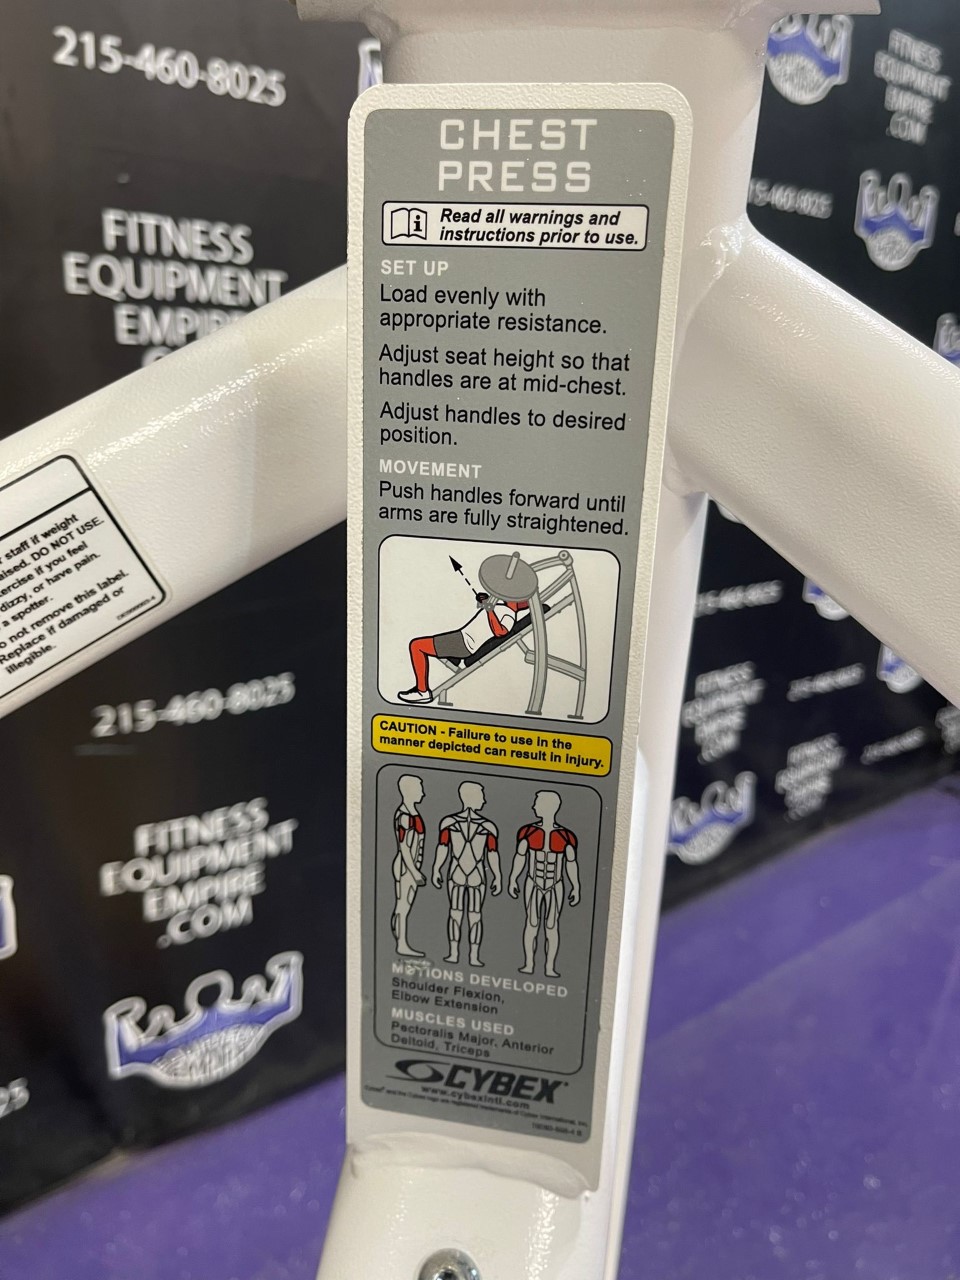 215-460-8025
FITNESS
EQUIPMENT
EMPIRE
FITNESS
EQUIPMENT
EMPIRE
.COM
CHEST
PRESS
Read all warnings and
instructions prior to use.
SET UP
Load evenly with
appropriate resistance.
Adjust seat height so that
handles are at mid-chest.
Adjust handles to desired
position.
MOVEMENT
Push handles forward until
arms are fully straightened.
CAUTION - Failure to use in the
manner depicted can result in injury.
MOTIONS DEVELOPED
Shoulder Flexion,
Elbow Extension
MUSCLES USED
Pectoralis Major, Anterior
Deltoid, Triceps
CYBEX
www.cybexintl.com
staff if weight
DO NOT USE.
if you feel
dizzy, or have pain.
a spotter.
not remove this label.
Replace if damaged or
illegible.
215-460-8025
FITNESS
EQUIPMENT
EMPIRE
.COM